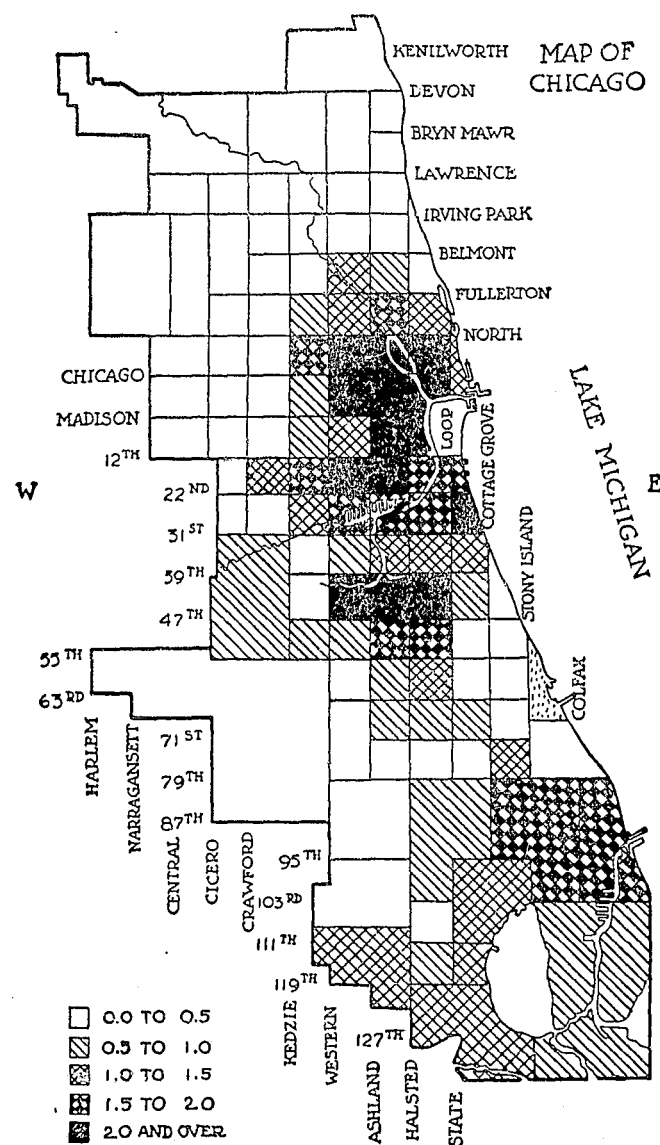 MAP OF
CHICAGO
KENILWORTH
DEVON
BRYN MAWR
LAWRENCE
IRVING PARK
BELMONT
FULLERTON
NORTH
CHICAGO
MADISON
12TH
LOOP
COTTAGE GROVE
LAKE MICHIGAN
W
E
22ND
31ST
39TH
47TH
STONY ISLAND
55TH
63RD
COLFAX
HARLEM
NARRAGANSETT
71ST
79TH
87TH
CENTRAL
CICERO
CRAWFORD
95TH
103RD
111TH
119TH
127TH
KEDZIE
WESTERN
ASHLAND
HALSTED
STATE
0.0 TO 0.5
0.5 TO 1.0
1.0 TO 1.5
1.5 TO 2.0
2.0 AND OVER